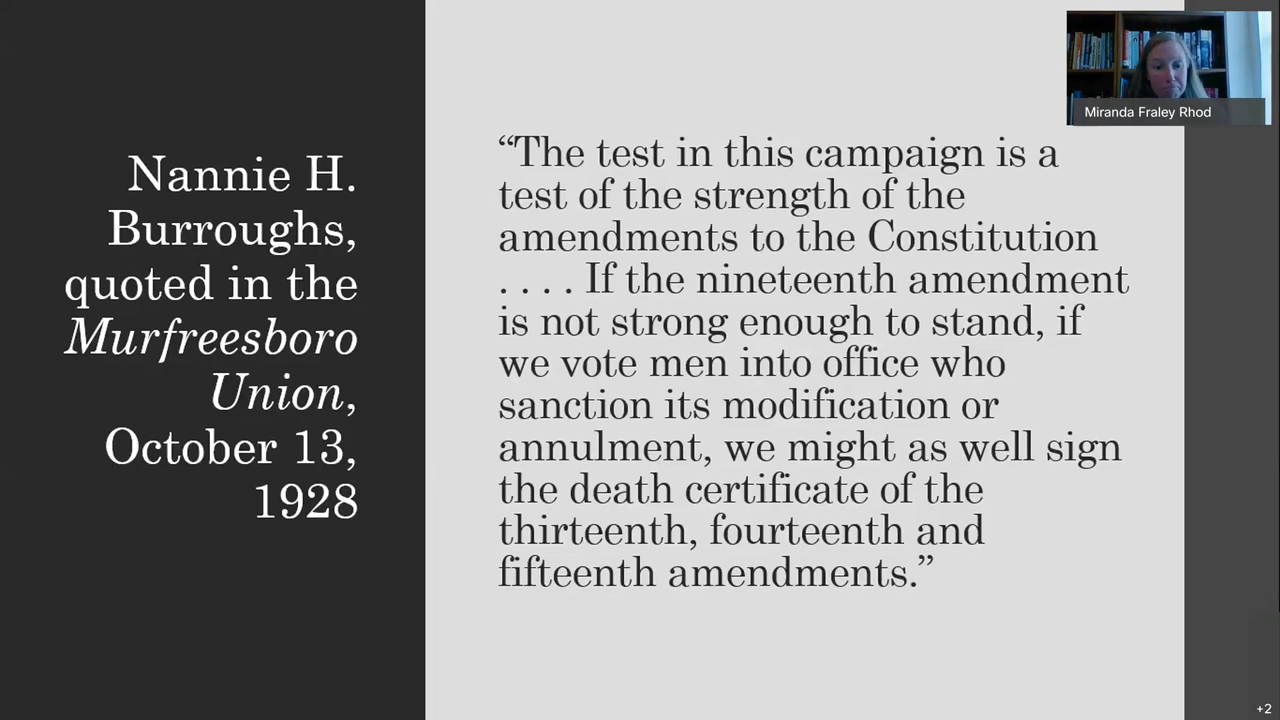 Nannie H.
Burroughs,
quoted in the
Murfreesboro
Union,
October 13,
1928
“The test in this campaign is a
test of the strength of the
amendments to the Constitution
. . . . If the nineteenth amendment
is not strong enough to stand, if
we vote men into office who
sanction its modification or
annulment, we might as well sign
the death certificate of the
thirteenth, fourteenth and
fifteenth amendments.”
Miranda Fraley Rhod
+2